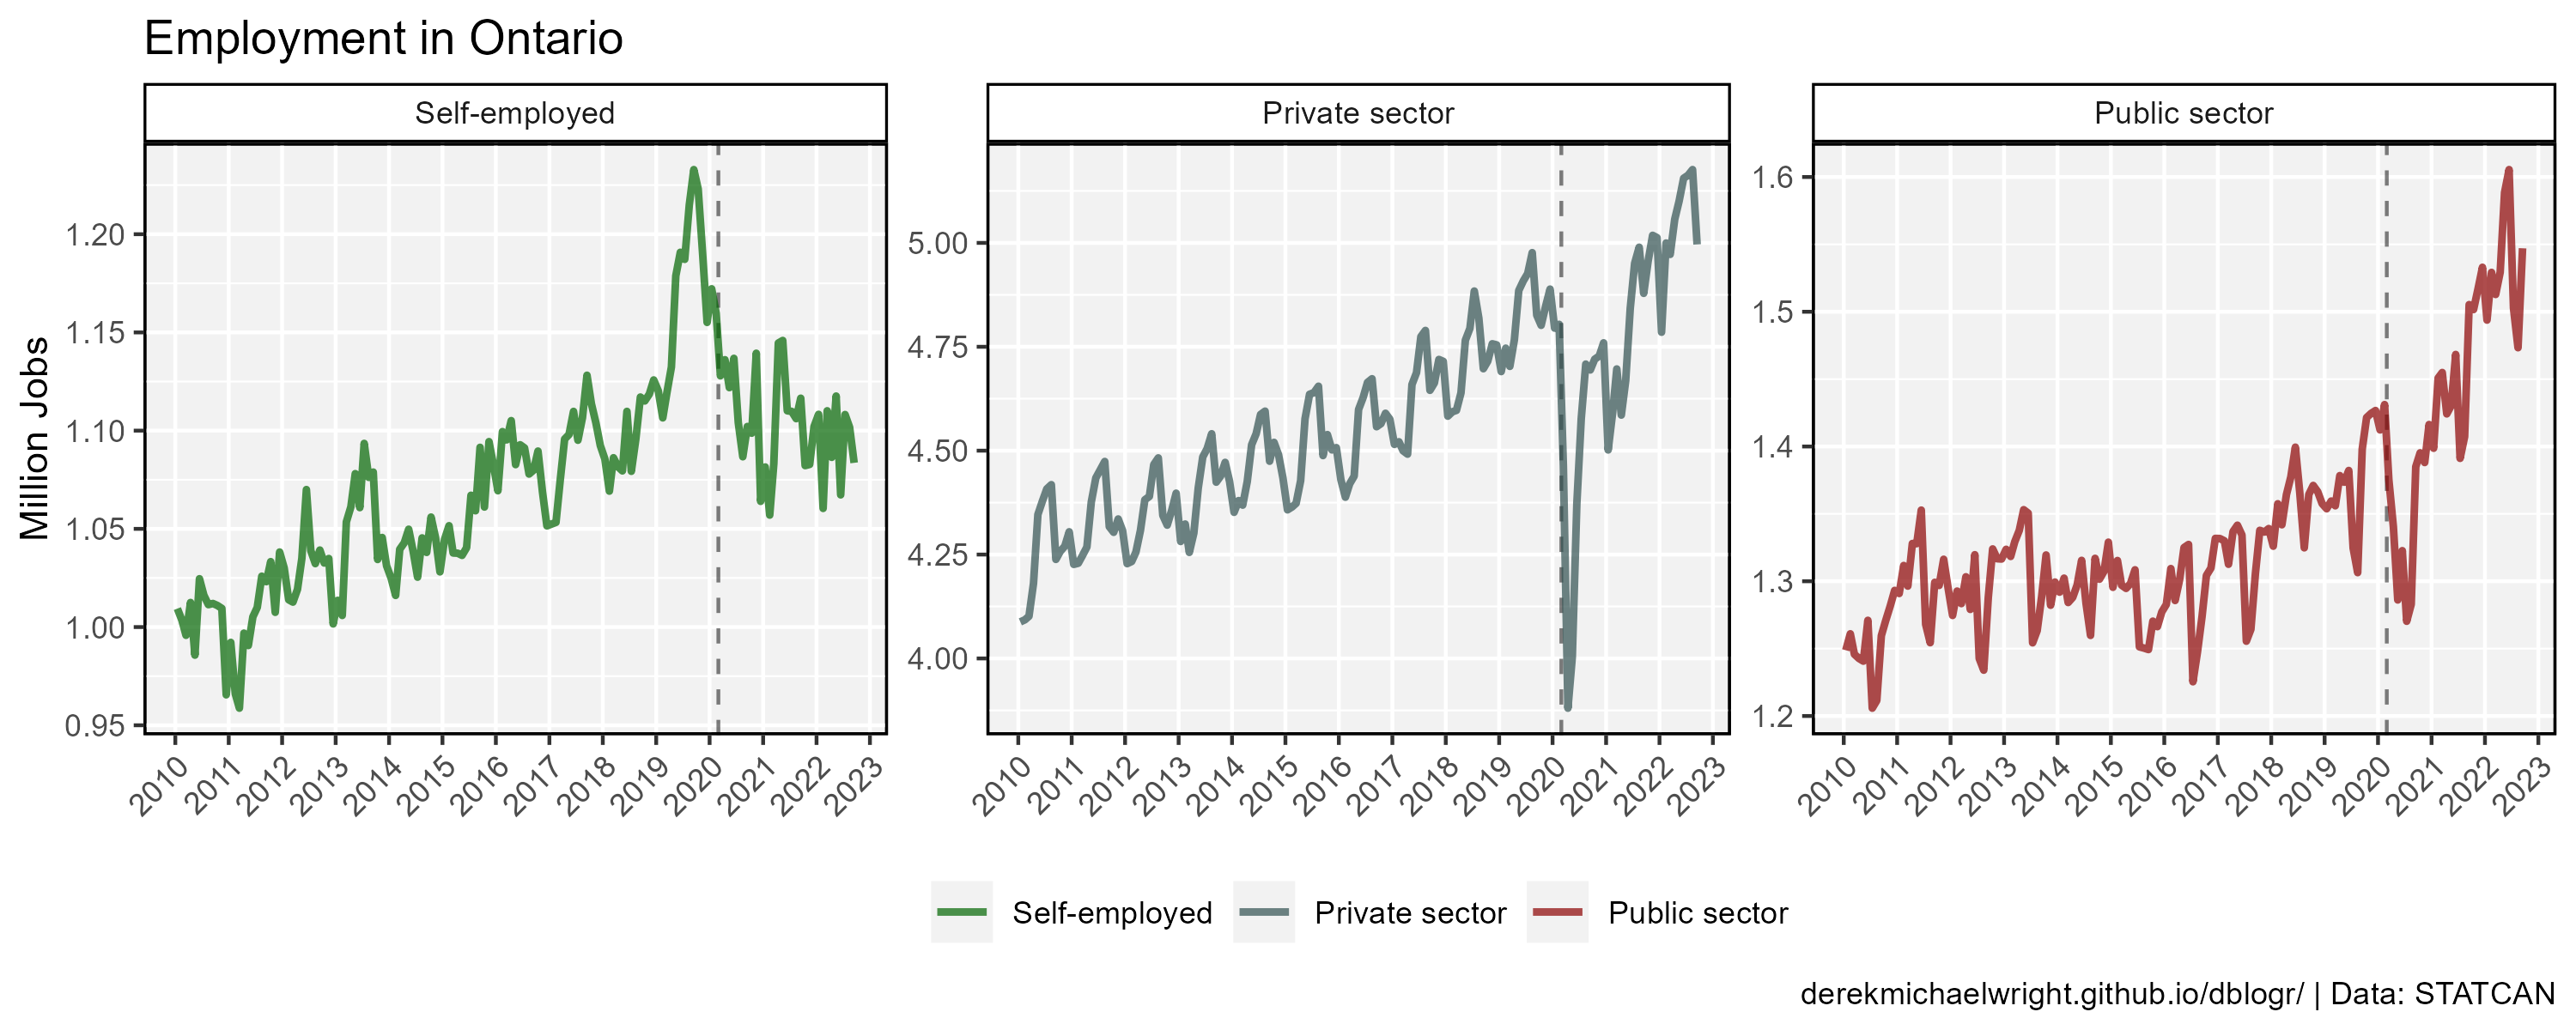 Employment in Ontario
Self-employed
Private sector
Public sector
Million Jobs
1.20
1.15
1.10
1.05
1.00
0.95
5.00
4.75
4.50
4.25
4.00
1.6
1.5
1.4
1.3
1.2
2010 2011 2012 2013 2014 2015 2016 2017 2018 2019 2020 2021 2022 2023
2010 2011 2012 2013 2014 2015 2016 2017 2018 2019 2020 2021 2022 2023
2010 2011 2012 2013 2014 2015 2016 2017 2018 2019 2020 2021 2022 2023
Self-employed Private sector Public sector
derekmichaelwright.github.io/dblogr/ | Data: STATCAN